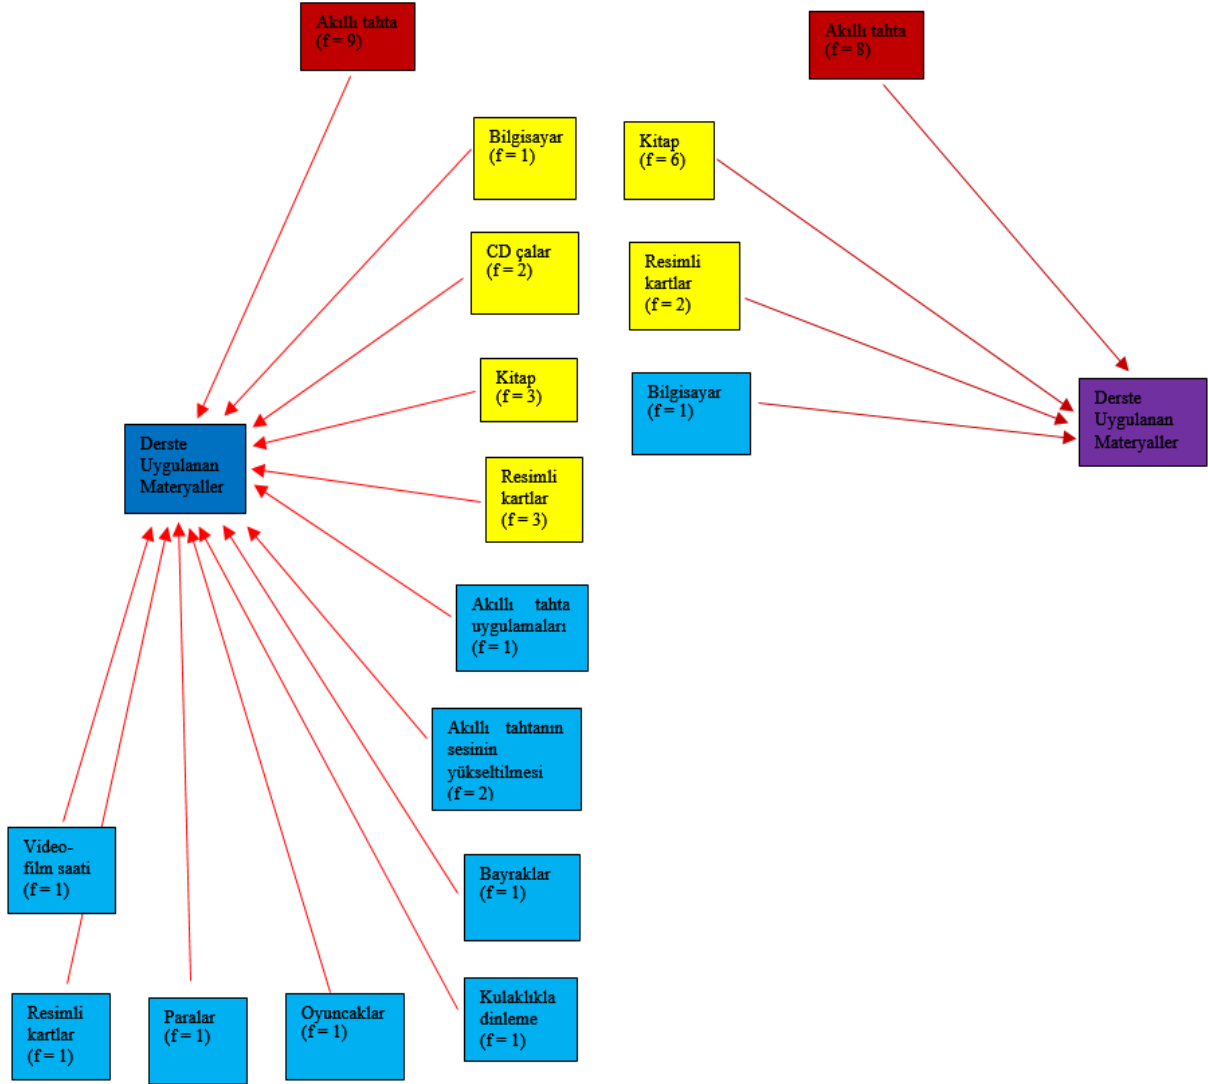 Akıllı tahta
(f = 9)
Bilgisayar
(f = 1)
CD çalar
(f = 2)
Kitap
(f = 3)
Derste
Uygulanan
Materyaller
Resimli
kartlar
(f = 3)
Akıllı tahta
uygulamaları
(f = 1)
Akıllı tahtanın
sesinin
yükseltilmesi
(f = 2)
Video-
film saati
(f = 1)
Bayraklar
(f = 1)
Resimli
kartlar
(f = 1)
Paralar
(f = 1)
Oyuncaklar
(f = 1)
Kulaklıkla
dinleme
(f = 1)
Akıllı tahta
(f = 8)
Kitap
(f = 6)
Resimli
kartlar
(f = 2)
Bilgisayar
(f = 1)
Derste
Uygulanan
Materyaller